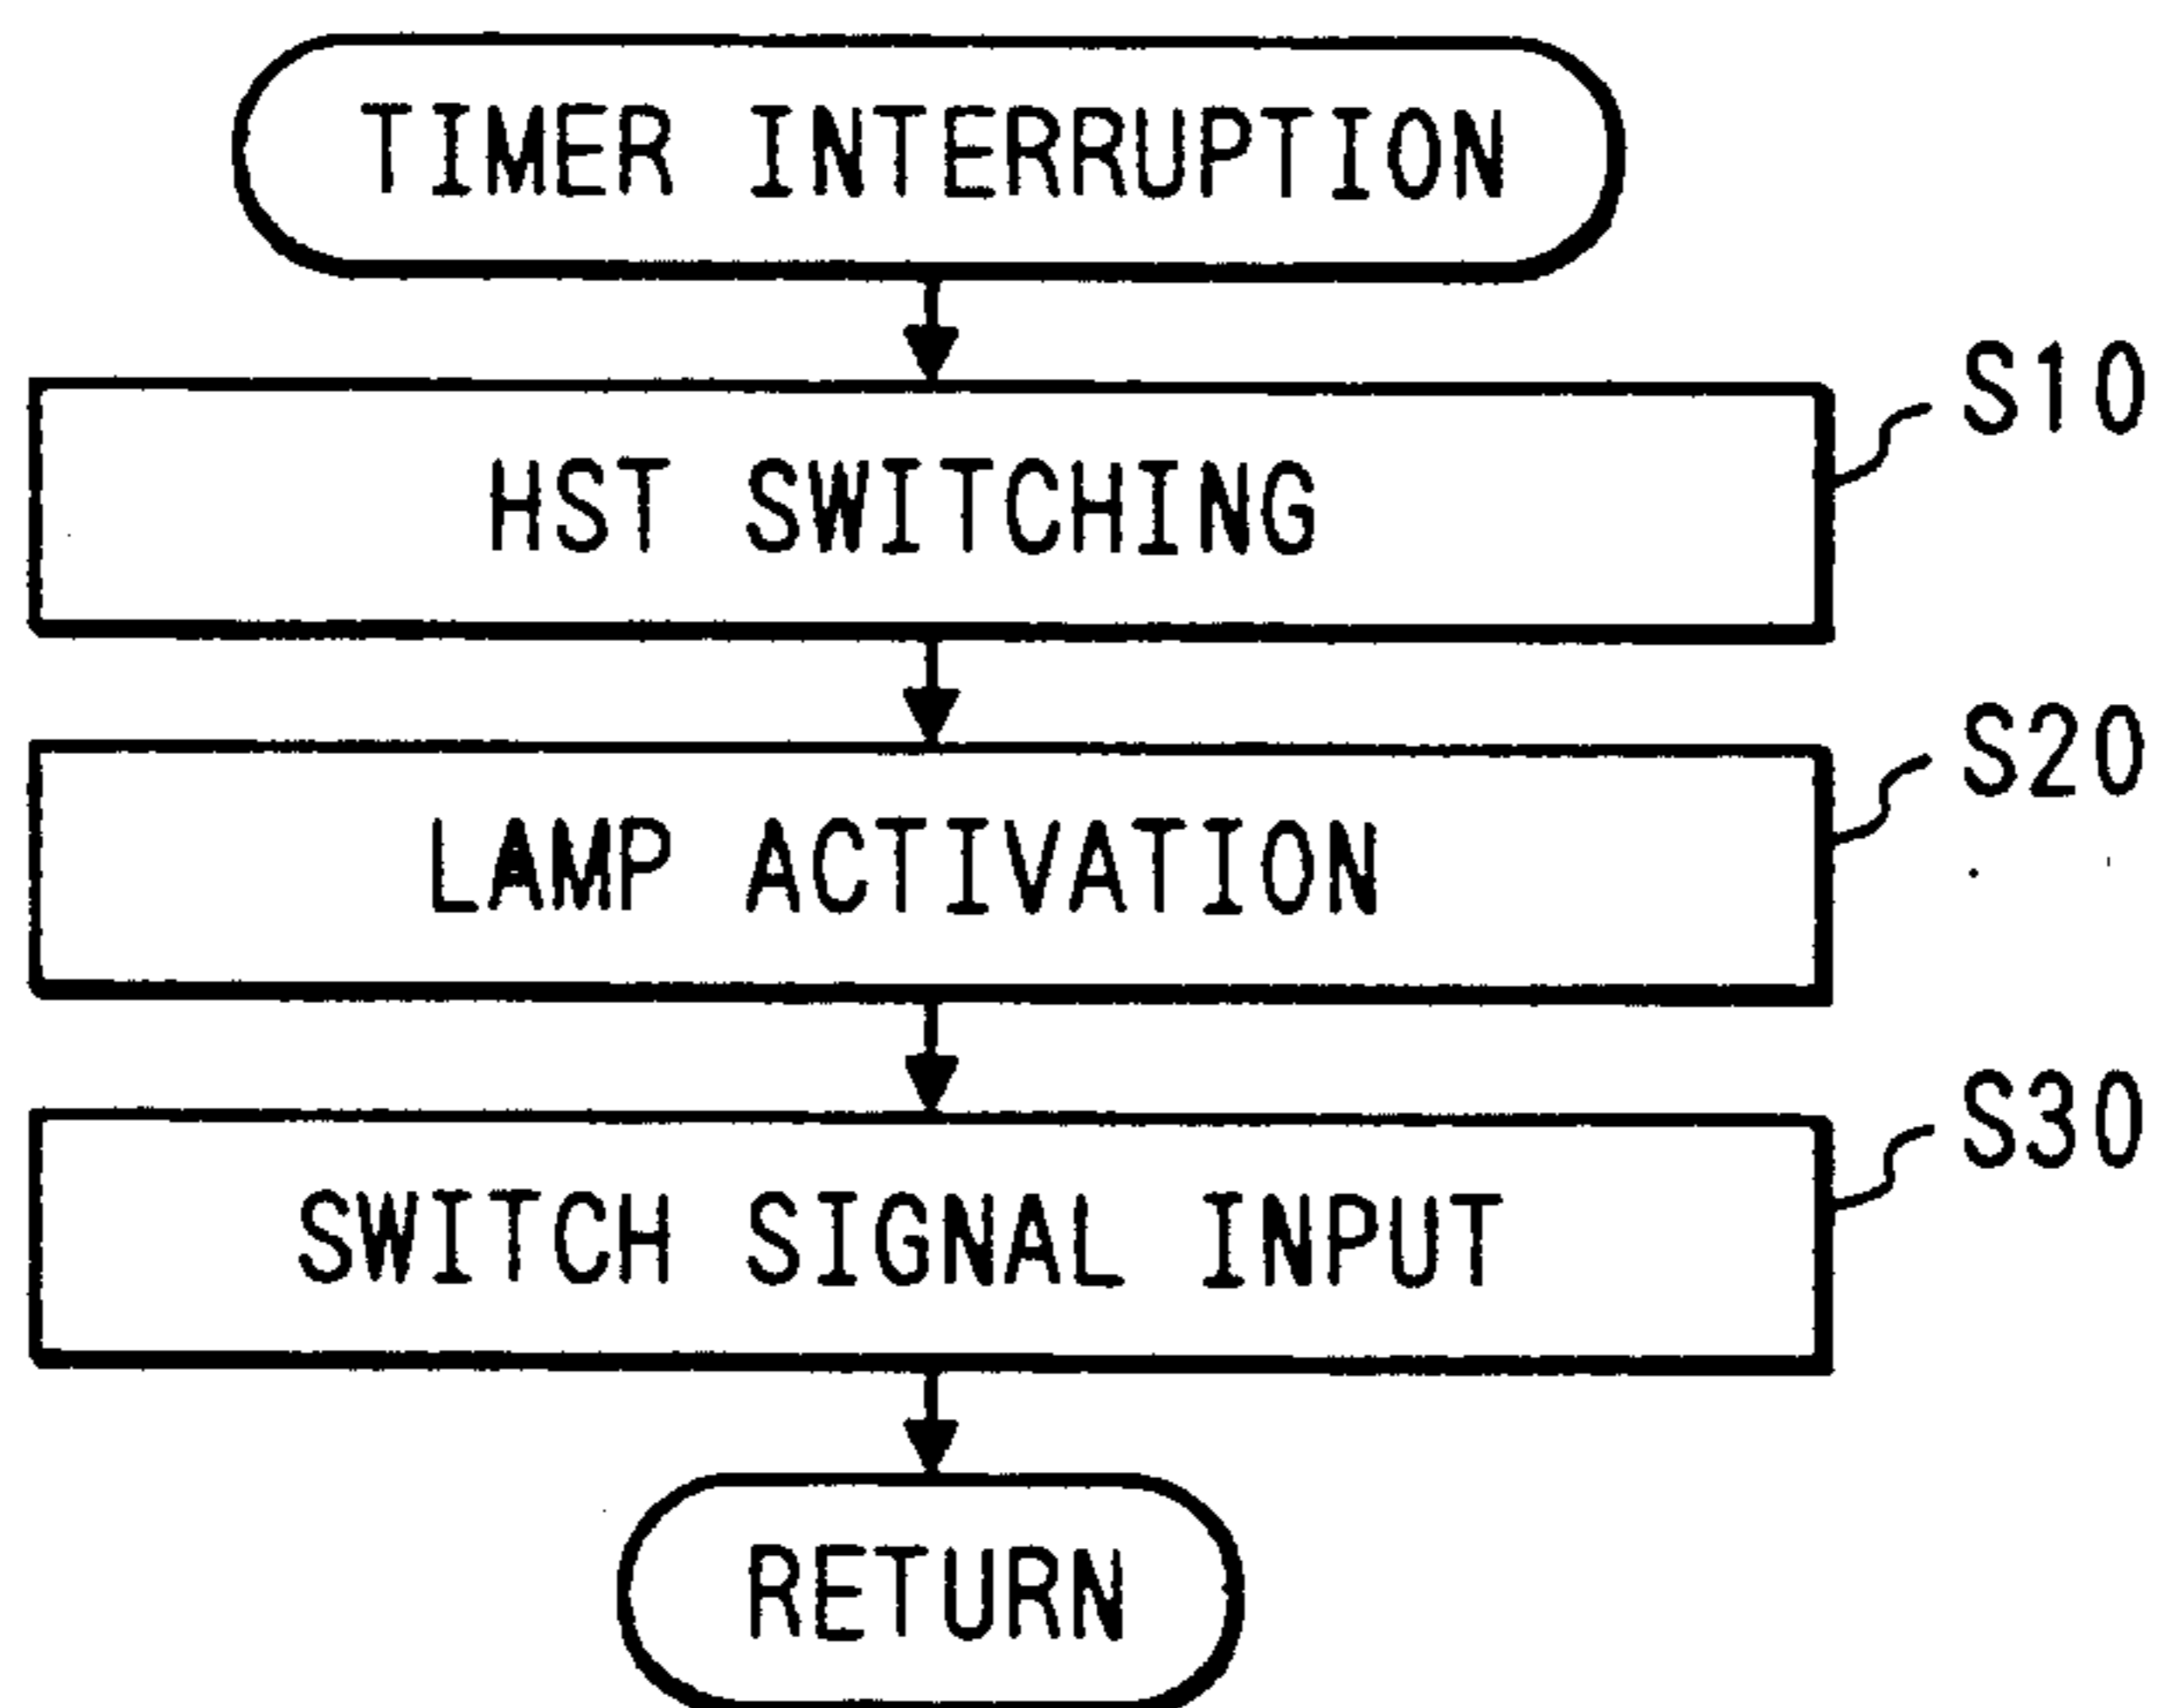 TIMER INTERRUPTION
S10
HST SWITCHING
S20
LAMP ACTIVATION
S30
SWITCH SIGNAL INPUT
RETURN